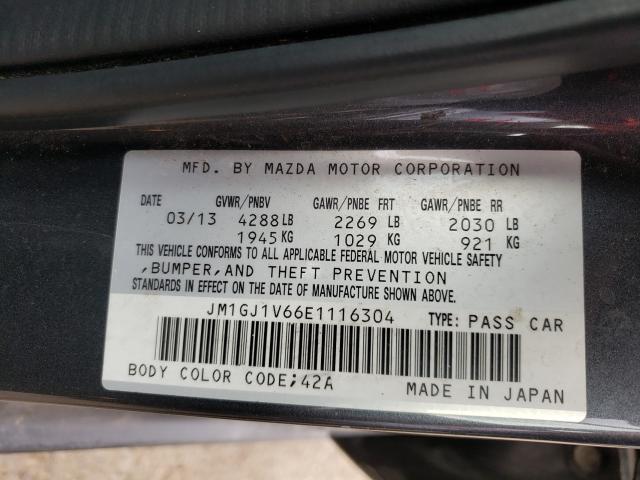 MFD. BY MAZDA MOTOR CORPORATION
DATE GVWR/PNBV GAWR/PNBE FRT GAWR/PNBE RR
03/13 4288 LB 2269 LB 2030 LB
1945 KG 1029 KG 921 KG
THIS VEHICLE CONFORMS TO ALL APPLICABLE FEDERAL MOTOR VEHICLE SAFETY
,BUMPER,AND THEFT PREVENTION
STANDARDS IN EFFECT ON THE DATE OF MANUFACTURE SHOWN ABOVE.
JM1GJ1V66E1116304 TYPE: PASS CAR
BODY COLOR CODE;42A
MADE IN JAPAN